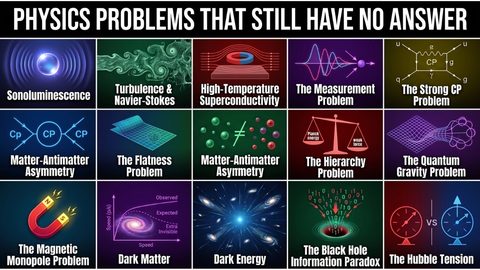 PHYSICS PROBLEMS THAT STILL HAVE NO ANSWER
Sonoluminescence
Turbulence &
Navier-Stokes
High-Temperature
Superconductivity
The Measurement
Problem
u
u
CP
q
g
The Strong CP
Problem
Cp
CP
CP
Matter-Antimatter
Asymmetry
The Flatness
Problem
≠
Matter-Antimatter
Asymmetry
Planck
energy
weak
force
The Hierarchy
Problem
The Quantum
Gravity Problem
The Magnetic
Monopole Problem
Speed (pA)
Observed
Expected
Extra
Invisible
Speed
Dark Matter
Dark Energy
The Black Hole
Information Paradox
VS
The Hubble Tension